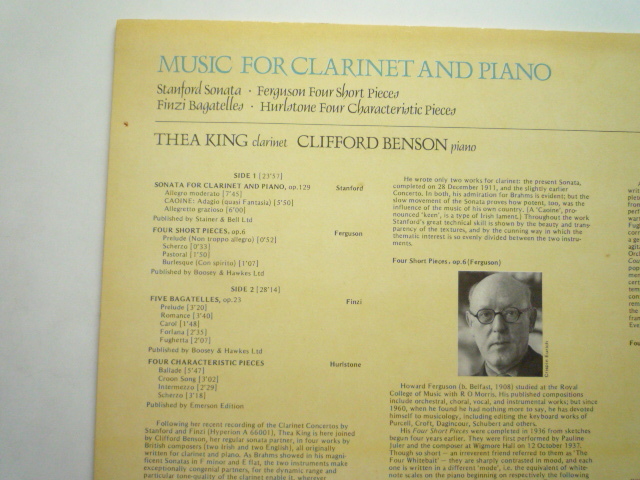 MUSIC FOR CLARINET AND PIANO
Stanford Sonata · Ferguson Four Short Pieces
Finzi Bagatelles · Hurlstone Four Characteristic Pieces
THEA KING clarinet CLIFFORD BENSON piano
SIDE 1 [23'57]
SONATA FOR CLARINET AND PIANO, op.129 Stanford
Allegro moderato [7'45]
CAOINE: Adagio (quasi Fantasia) [5'50]
Allegretto grazioso [6'00]
Published by Stainer & Bell Ltd
FOUR SHORT PIECES, op.6 Ferguson
Prelude (Non troppo allegro) [0'52]
Scherzo [0'53]
Pastoral [1'50]
Burlesque (Con spirito) [1'07]
Published by Boosey & Hawkes Ltd
SIDE 2 [28'14]
FIVE BAGATELLES, op.23 Finzi
Prelude [3'20]
Romance [3'40]
Carol [1'48]
Forlana [2'35]
Fughetta [2'07]
Published by Boosey & Hawkes Ltd
FOUR CHARACTERISTIC PIECES Hurlstone
Ballade [5'47]
Croon Song [3'02]
Intermezzo [2'29]
Scherzo [3'18]
Published by Emerson Edition
Following her recent recording of the Clarinet Concertos by
Stanford and Finzi [Hyperion A 66001], Thea King is here joined
by Clifford Benson, her regular sonata partner, in four works by
British composers (two Irish and two English), all originally
written for clarinet and piano. As Brahms showed in his magni-
ficent Sonatas in F minor and E flat, the two instruments make
exceptionally congenial partners, for the dynamic range and
particular tone-quality of the clarinet enable it, wherever
He wrote only two works for clarinet: the present Sonata,
completed on 28 December 1911, and the slightly earlier
Concerto. In both, his admiration for Brahms is evident; but the
slow movement of the Sonata proves how potent, too, was the
influence of the music of his own country. [A 'Caoine', pro-
nounced 'keen', is a type of Irish lament.] Throughout the work
Stanford's great technical skill is shown by the beauty and trans-
parency of the textures, and by the cunning way in which the
thematic interest is so evenly divided between the two instru-
ments.
Four Short Pieces, op.6 (Ferguson)
Howard Ferguson (b. Belfast, 1908) studied at the Royal
College of Music with R O Morris. His published compositions
include orchestral, choral, vocal, and instrumental works; but since
1960, when he found he had nothing more to say, he has devoted
himself to musicology, including editing the keyboard works of
Purcell, Croft, Dagincour, Schubert and others.
His Four Short Pieces were completed in 1936 from sketches
begun four years earlier. They were first performed by Pauline
Juler and the composer at Wigmore Hall on 12 October 1937.
Though so short – an irreverent friend referred to them as 'The
Four Whitebait' – they are sharply contrasted in mood, and each
one is written in a different 'mode', i.e. the equivalents of white-
note scales on the piano beginning on respectively the following